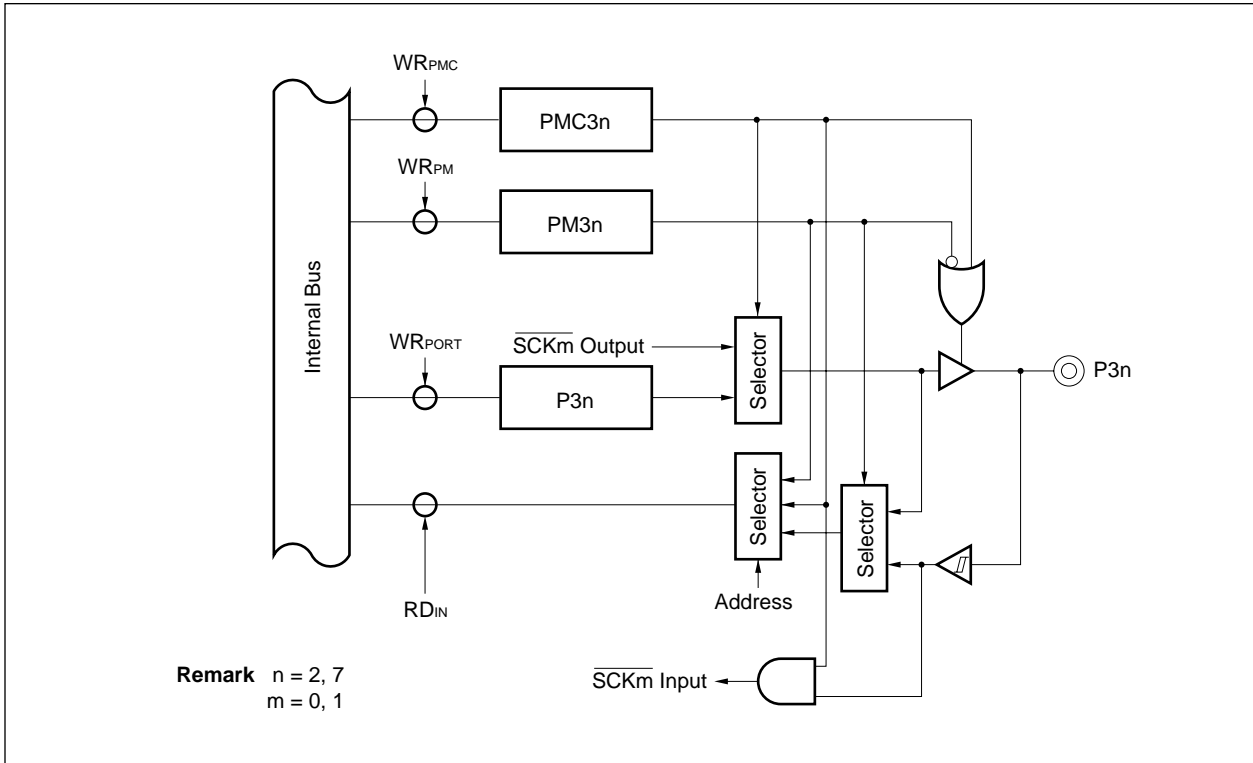 WRPMC
PMC3n
WRPM
PM3n
Internal Bus
WRPORT
SCKm Output
P3n
Selector
P3n
Selector
Selector
RDIN
Address
SCKm Input
Remark n = 2, 7
m = 0, 1